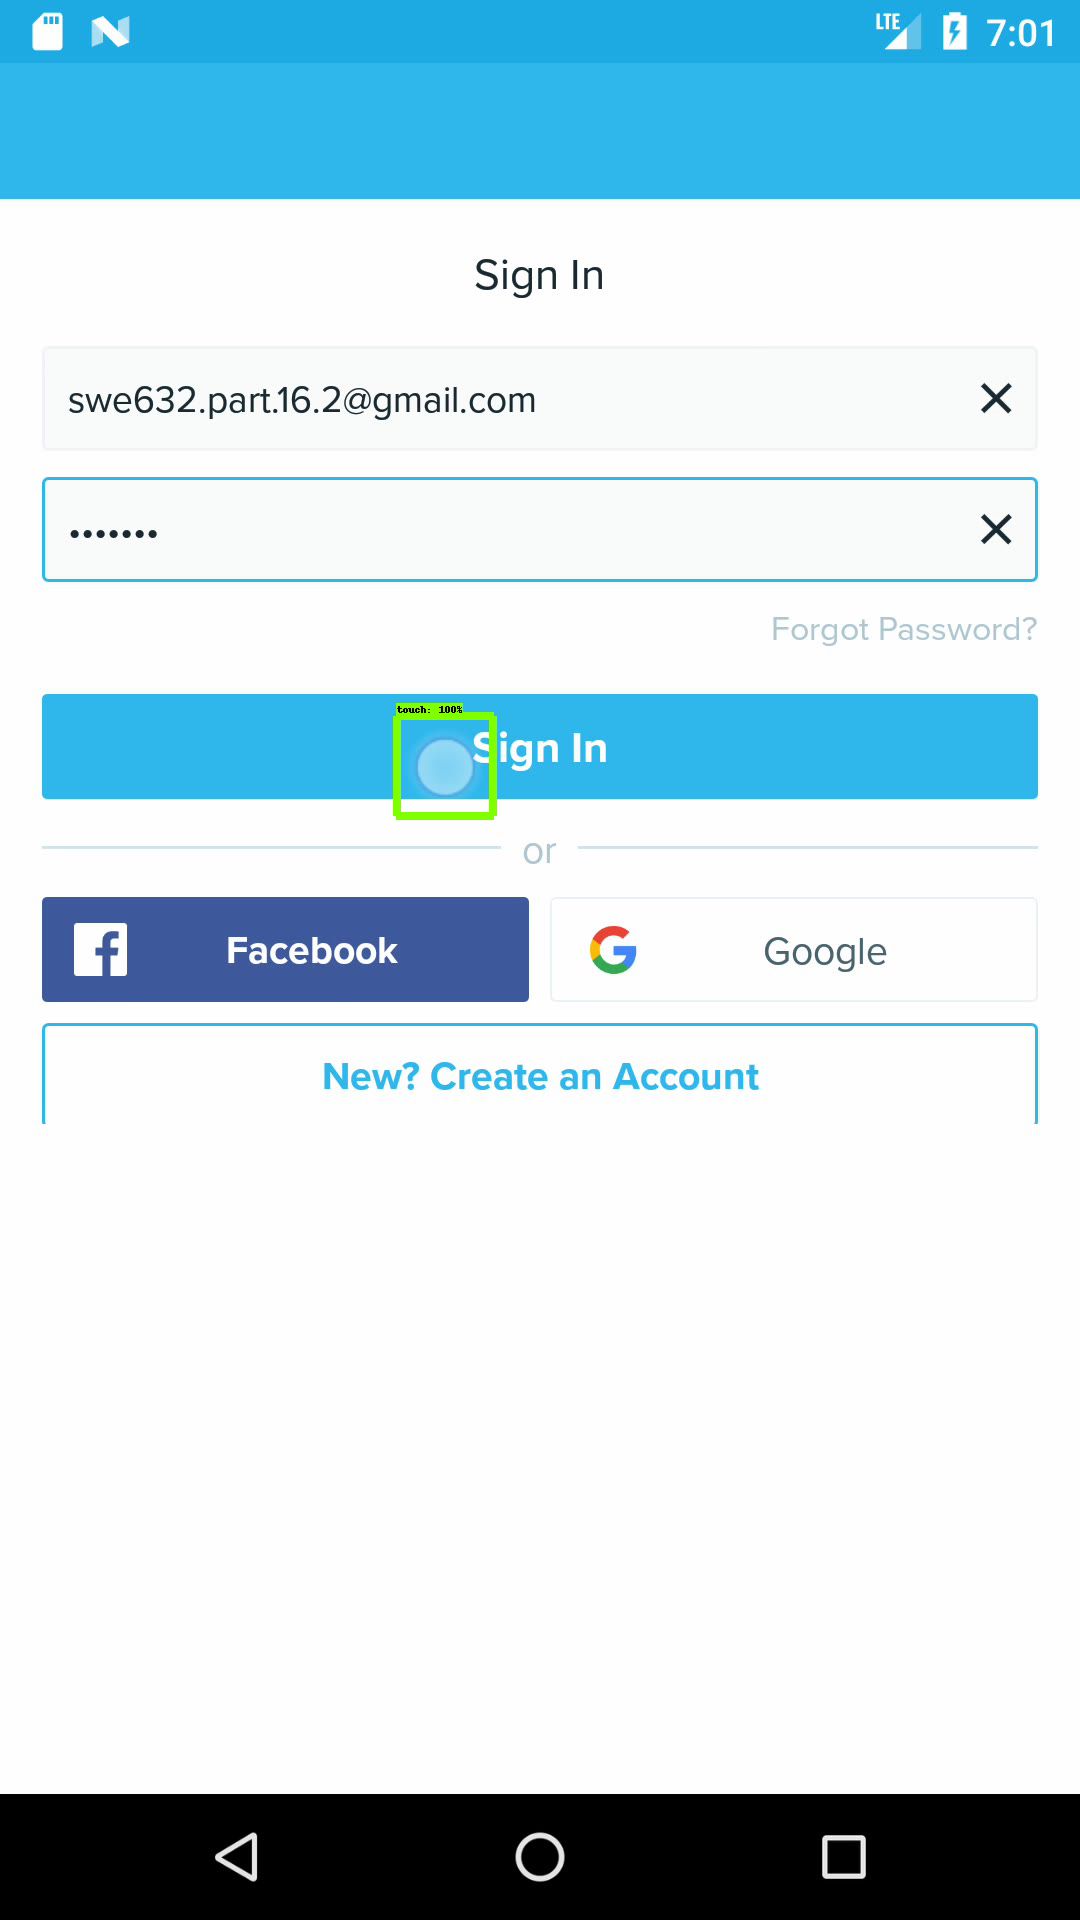 LTE 7:01
Sign In
swe632.part.16.2@gmail.com
•••••••
Forgot Password?
touch: 100%
Sign In
or
Facebook
Google
New? Create an Account